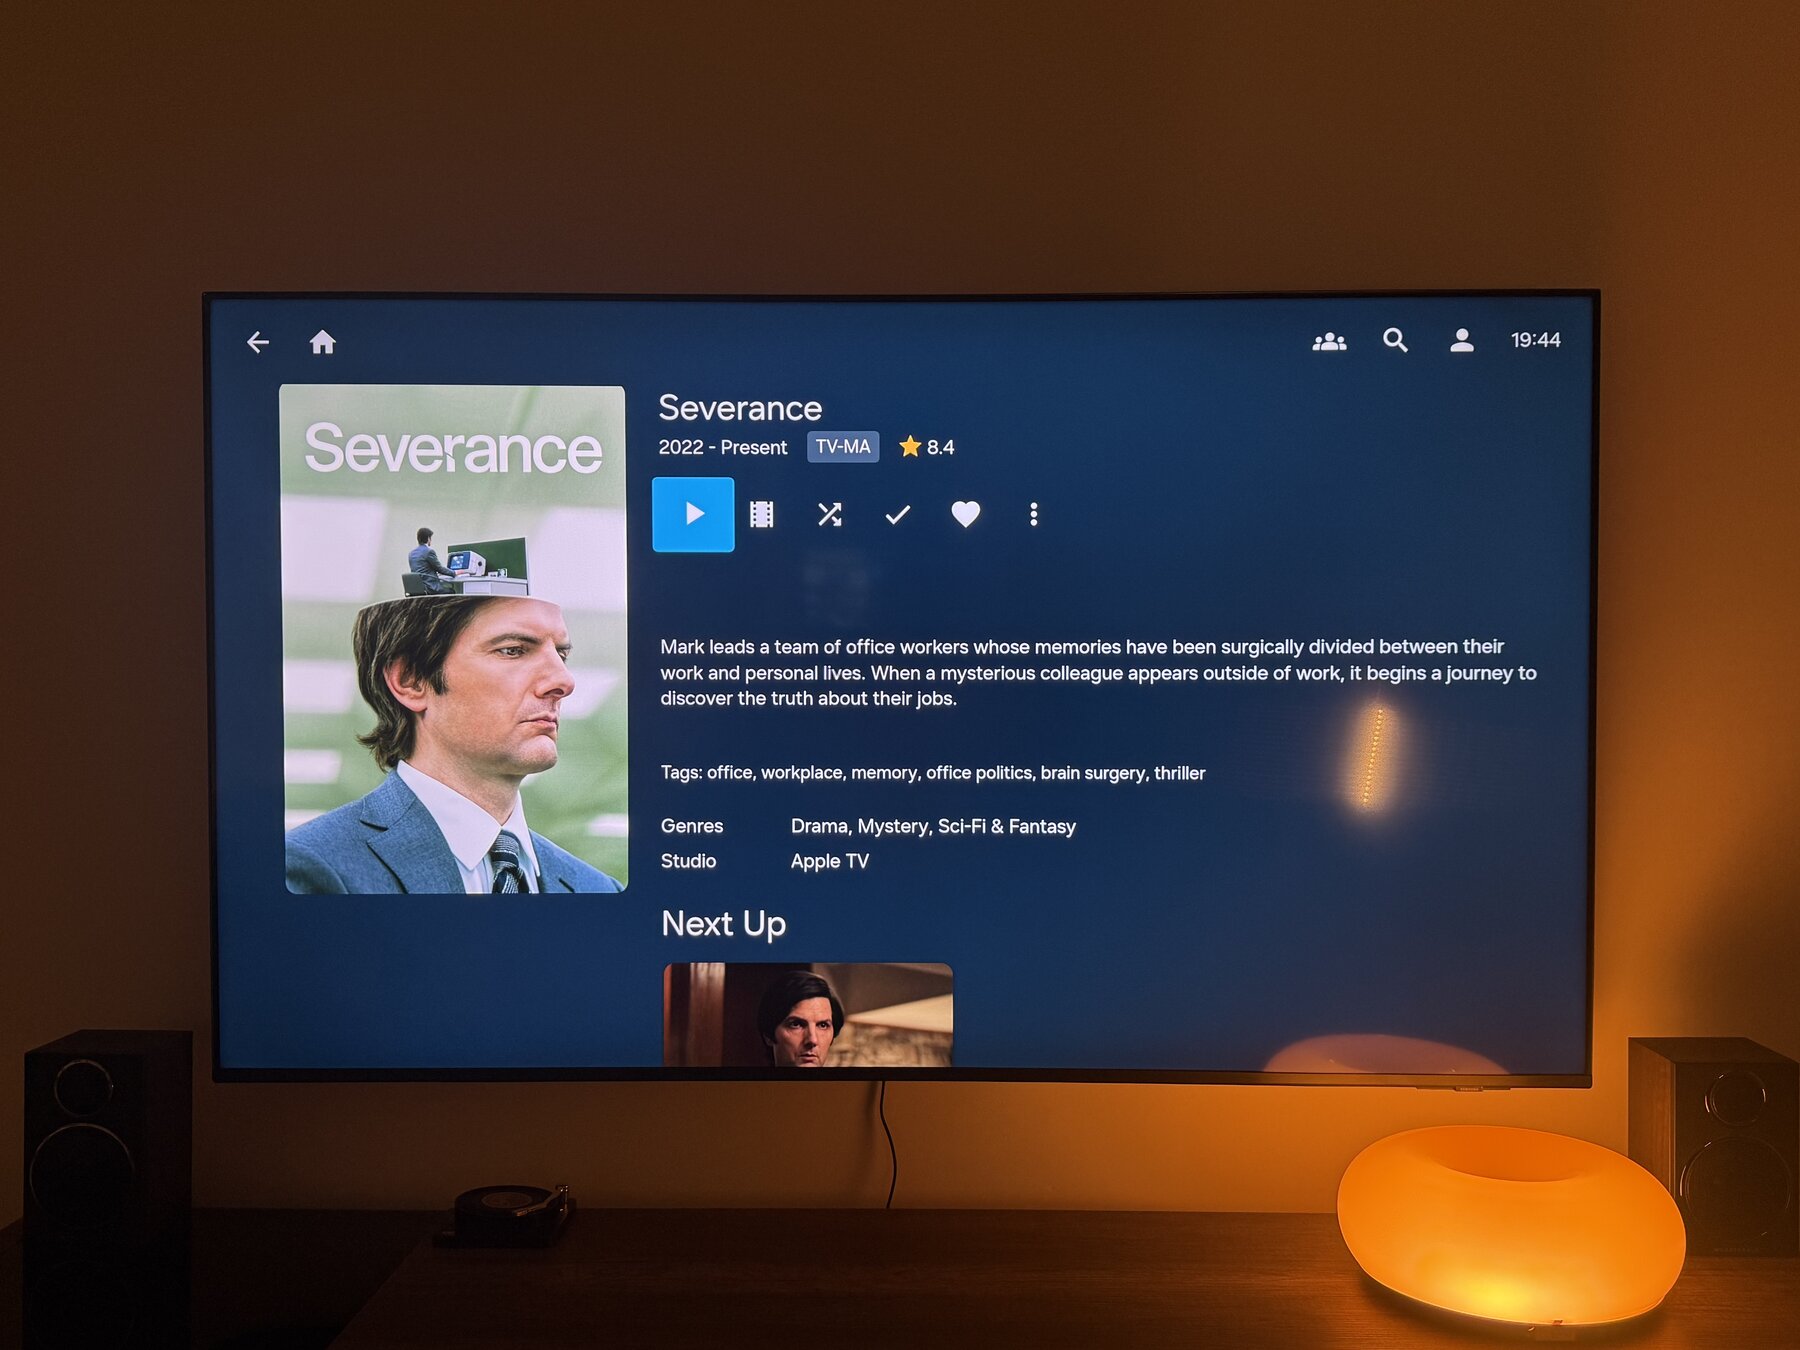 19:44
Severance
Severance
2022 - Present TV-MA 8.4
Mark leads a team of office workers whose memories have been surgically divided between their
work and personal lives. When a mysterious colleague appears outside of work, it begins a journey to
discover the truth about their jobs.
Tags: office, workplace, memory, office politics, brain surgery, thriller
Genres Drama, Mystery, Sci-Fi & Fantasy
Studio Apple TV
Next Up